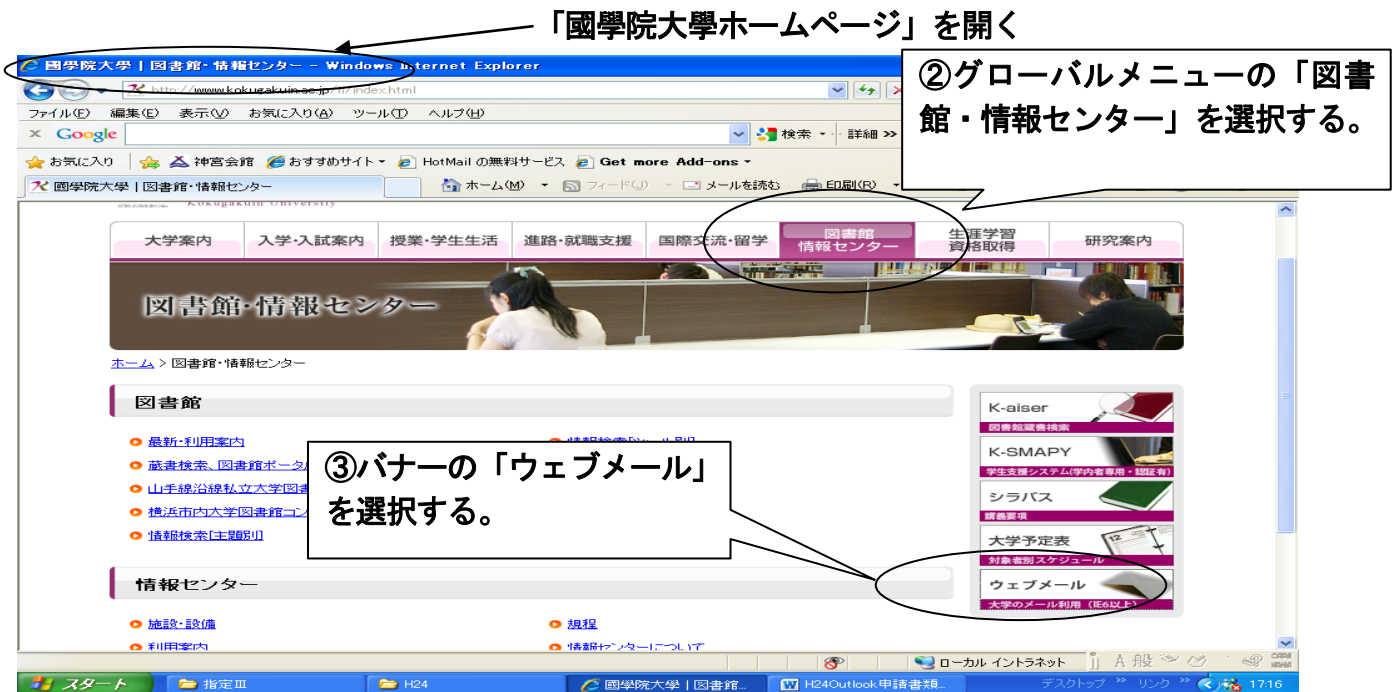 「國學院大學ホームページ」を開く
國學院大学 | 図書館・情報センター - Windows Internet Explorer
②グローバルメニューの「図書
館・情報センター」を選択する。
http://www.kokugakuin.ac.jp/li/index.html
ファイル(F) 編集(E) 表示(V) お気に入り(A) ツール(T) ヘルプ(H)
× Google 検索 詳細 >>
お気に入り 神宮会館 おすすめサイト HotMail の無料サービス Get more Add-ons
國學院大学 | 図書館・情報センター ホーム(M) フィード(J) メールを読む 印刷(R)
Kokugakuin University
大学案内 入学・入試案内 授業・学生生活 進路・就職支援 国際交流・留学 図書館 情報センター 生涯学習 資格取得 研究案内
図書館・情報センター
ホーム > 図書館・情報センター
図書館
最新・利用案内
情報検索[ツール別]
蔵書検索、図書館ポータル
山手線沿線私立大学図書
横浜市内大学図書館コン
情報検索[主題別]
③バナーの「ウェブメール」
を選択する。
K-aiser
図書館蔵書検索
K-SMAPY
学生支援システム(学内者専用・認証有)
シラバス
講義要項
大学予定表
12
対象者別スケジュール
ウェブメール
大学のメール利用 (IE6以上)
情報センター
施設・設備
規程
利用案内
情報センターについて
ローカル イントラネット A 般 CAPS KANA
スタート 指定Ⅲ H24 國學院大学 | 図書館... H24Outlook申請書類... デスクトップ >> リンク >> 17:16